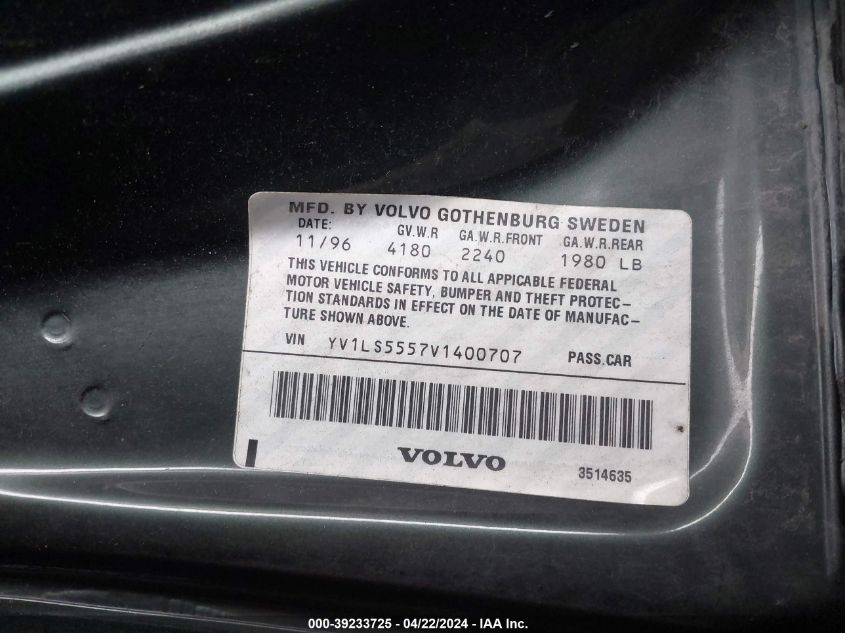 MFD. BY VOLVO GOTHENBURG SWEDEN
DATE: GV.W.R GA.W.R.FRONT GA.W.R.REAR
11/96 4180 2240 1980 LB
THIS VEHICLE CONFORMS TO ALL APPICABLE FEDERAL
MOTOR VEHICLE SAFETY, BUMPER AND THEFT PROTEC-
TION STANDARDS IN EFFECT ON THE DATE OF MANUFAC-
TURE SHOWN ABOVE.
VIN YV1LS5557V1400707 PASS.CAR
VOLVO
3514635
000-39233725 - 04/22/2024 - IAA Inc.